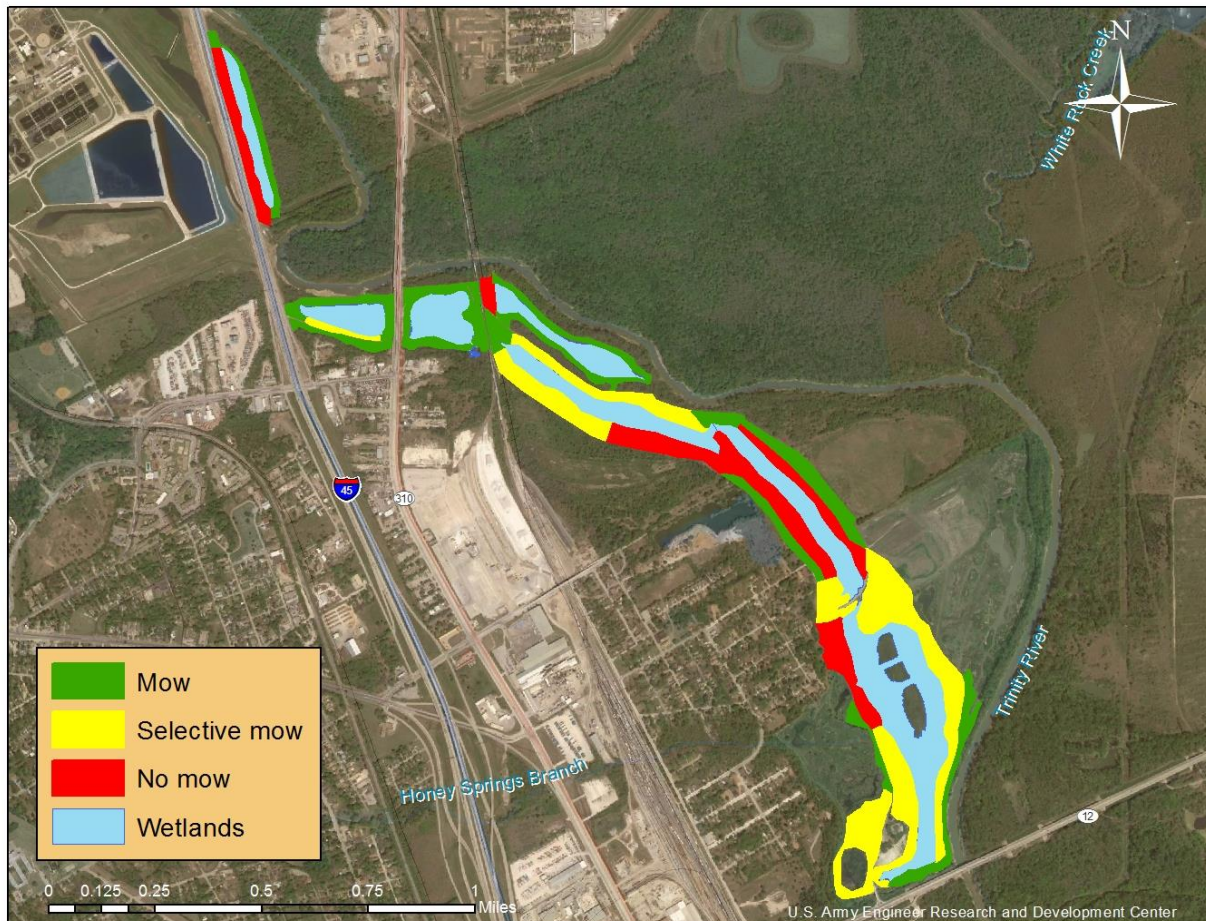 N
White Rock Creek
45
310
Trinity River
Mow
Selective mow
No mow
Wetlands
Honey Springs Branch
12
0 0.125 0.25 0.5 0.75 1
Miles
U.S. Army Engineer Research and Development Center